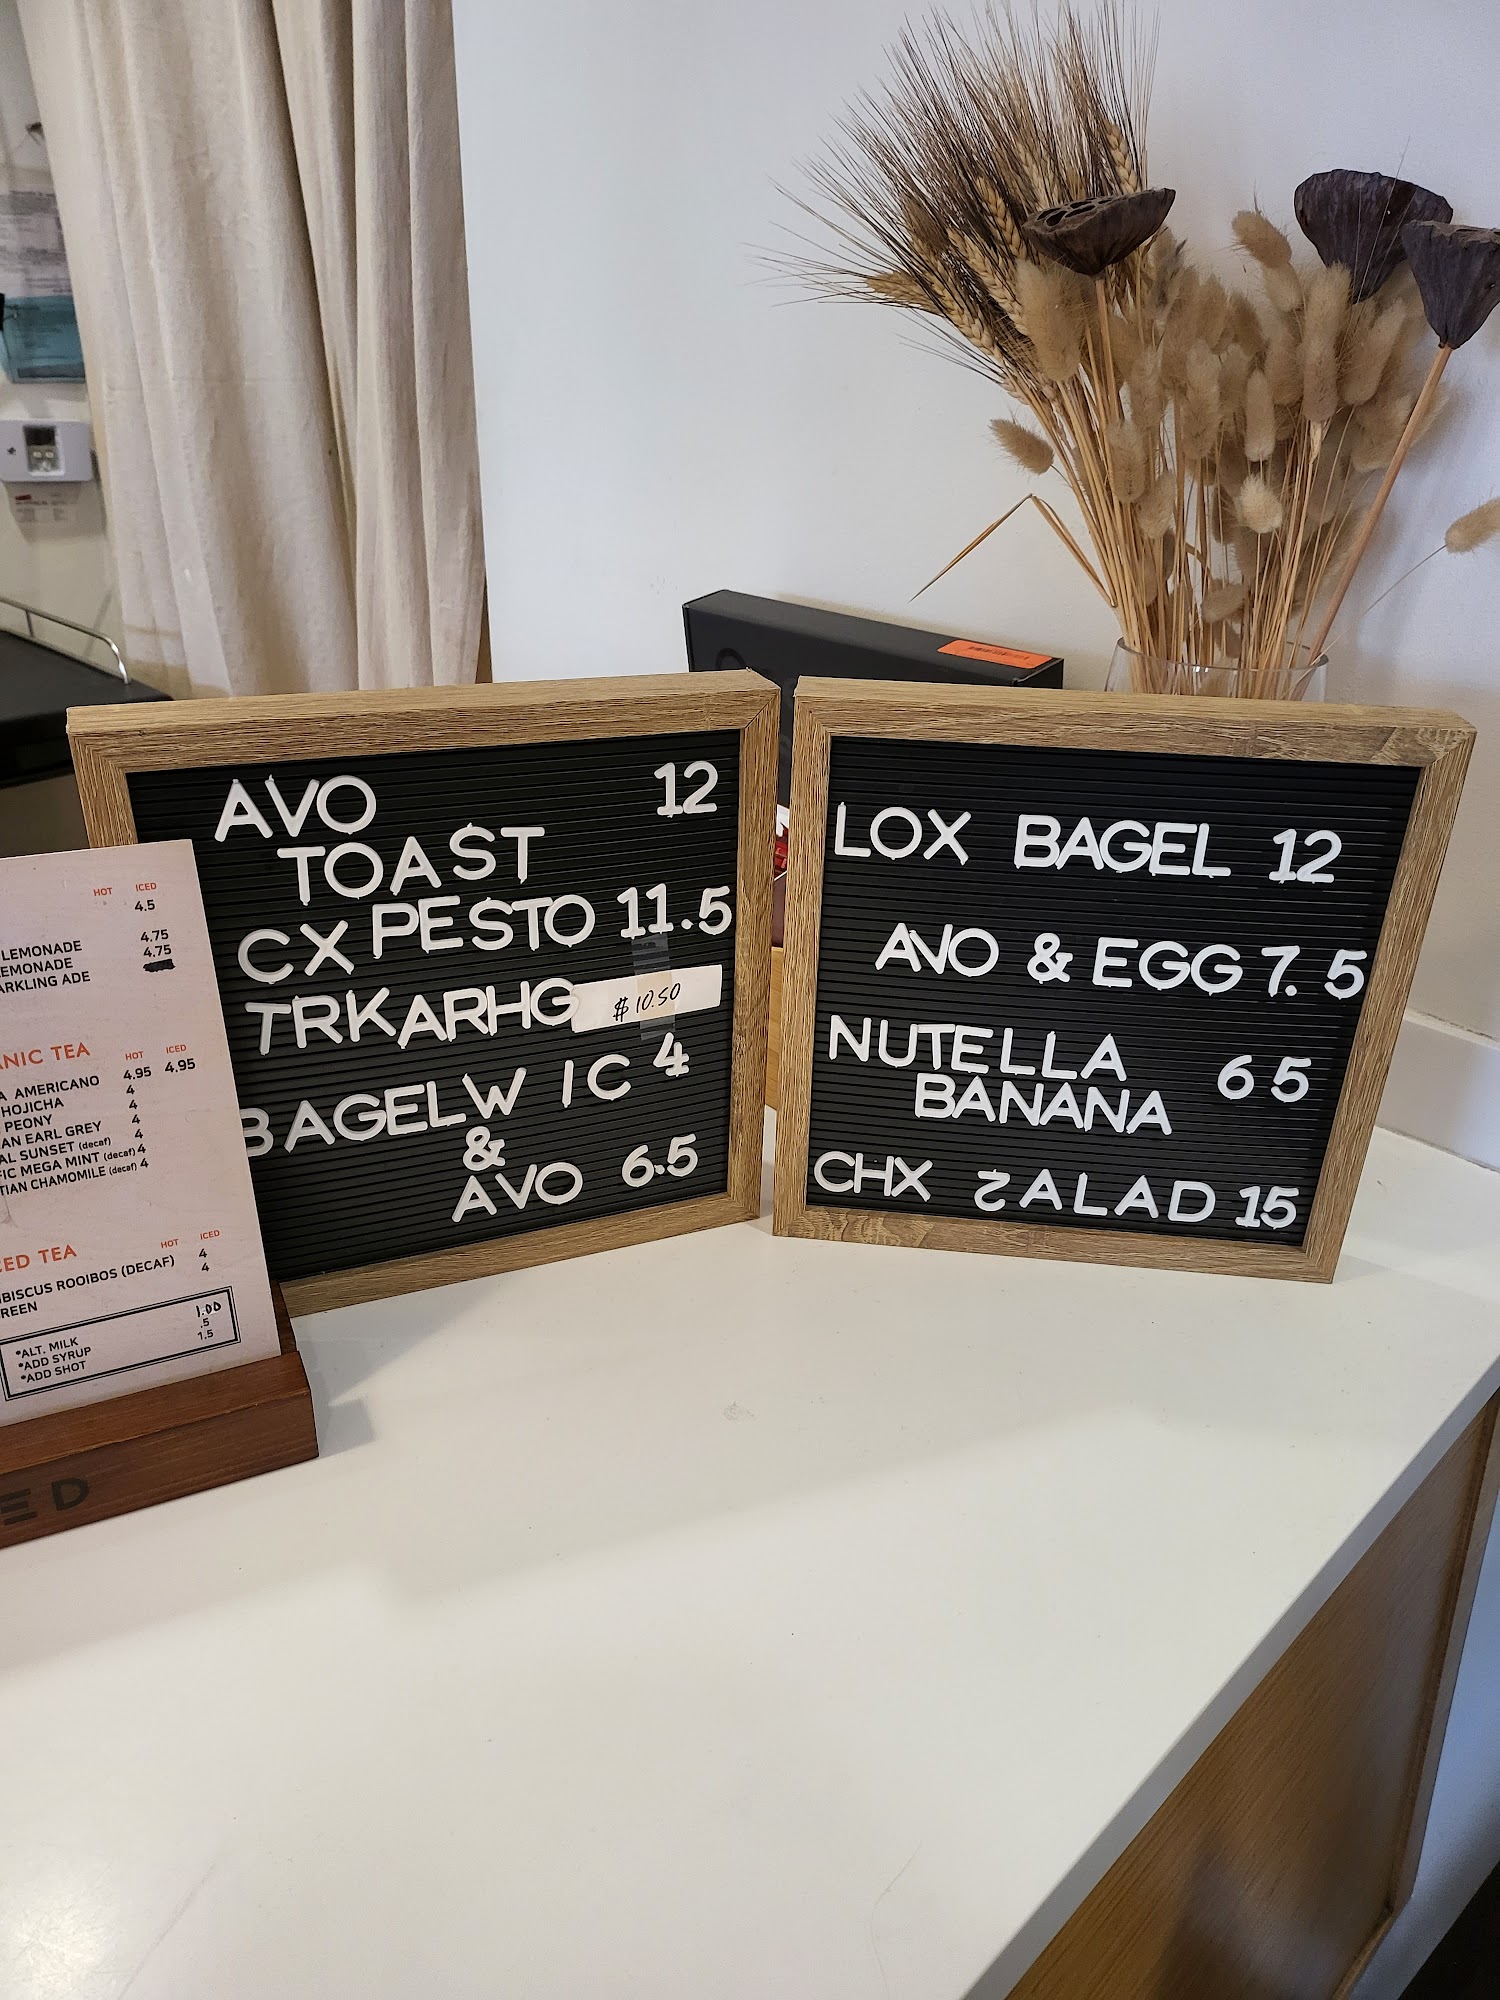 HOT ICED
4.5
LEMONADE 4.75
EMONADE 4.75
ARKLING ADE
NIC TEA HOT ICED
A AMERICANO 4.95 4.95
HOJICHA 4
PEONY 4
AN EARL GREY 4
AL SUNSET (decaf) 4
FIC MEGA MINT (decaf) 4
TIAN CHAMOMILE (decaf) 4
CED TEA HOT ICED
IBISCUS ROOIBOS (DECAF) 4
REEN 4
*ALT. MILK 1.00
*ADD SYRUP .5
*ADD SHOT 1.5
ED
AVO 12
TOAST
CX PESTO 11.5
TRKARHG $10.50
BAGELW IC 4
&
AVO 6.5
LOX BAGEL 12
AVO & EGG 7.5
NUTELLA 6 5
BANANA
CHX SALAD 15